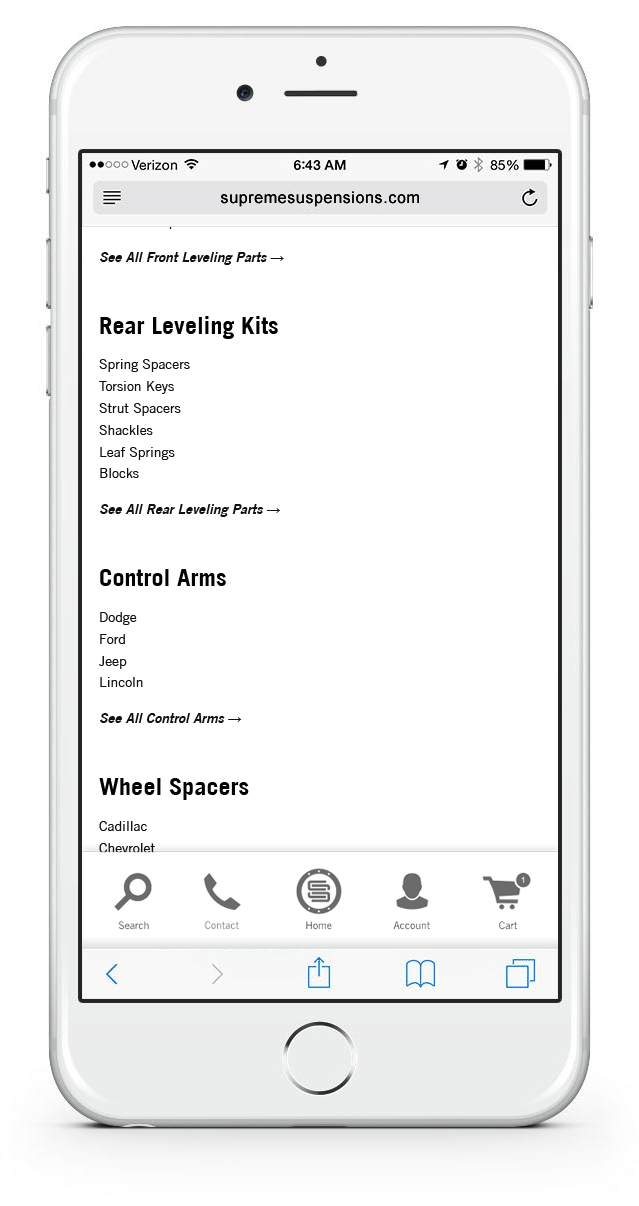 Verizon 6:43 AM 85%
supremesuspensions.com
See All Front Leveling Parts →
Rear Leveling Kits
Spring Spacers
Torsion Keys
Strut Spacers
Shackles
Leaf Springs
Blocks
See All Rear Leveling Parts →
Control Arms
Dodge
Ford
Jeep
Lincoln
See All Control Arms →
Wheel Spacers
Cadillac
Chevrolet
1
Search Contact Home Account Cart